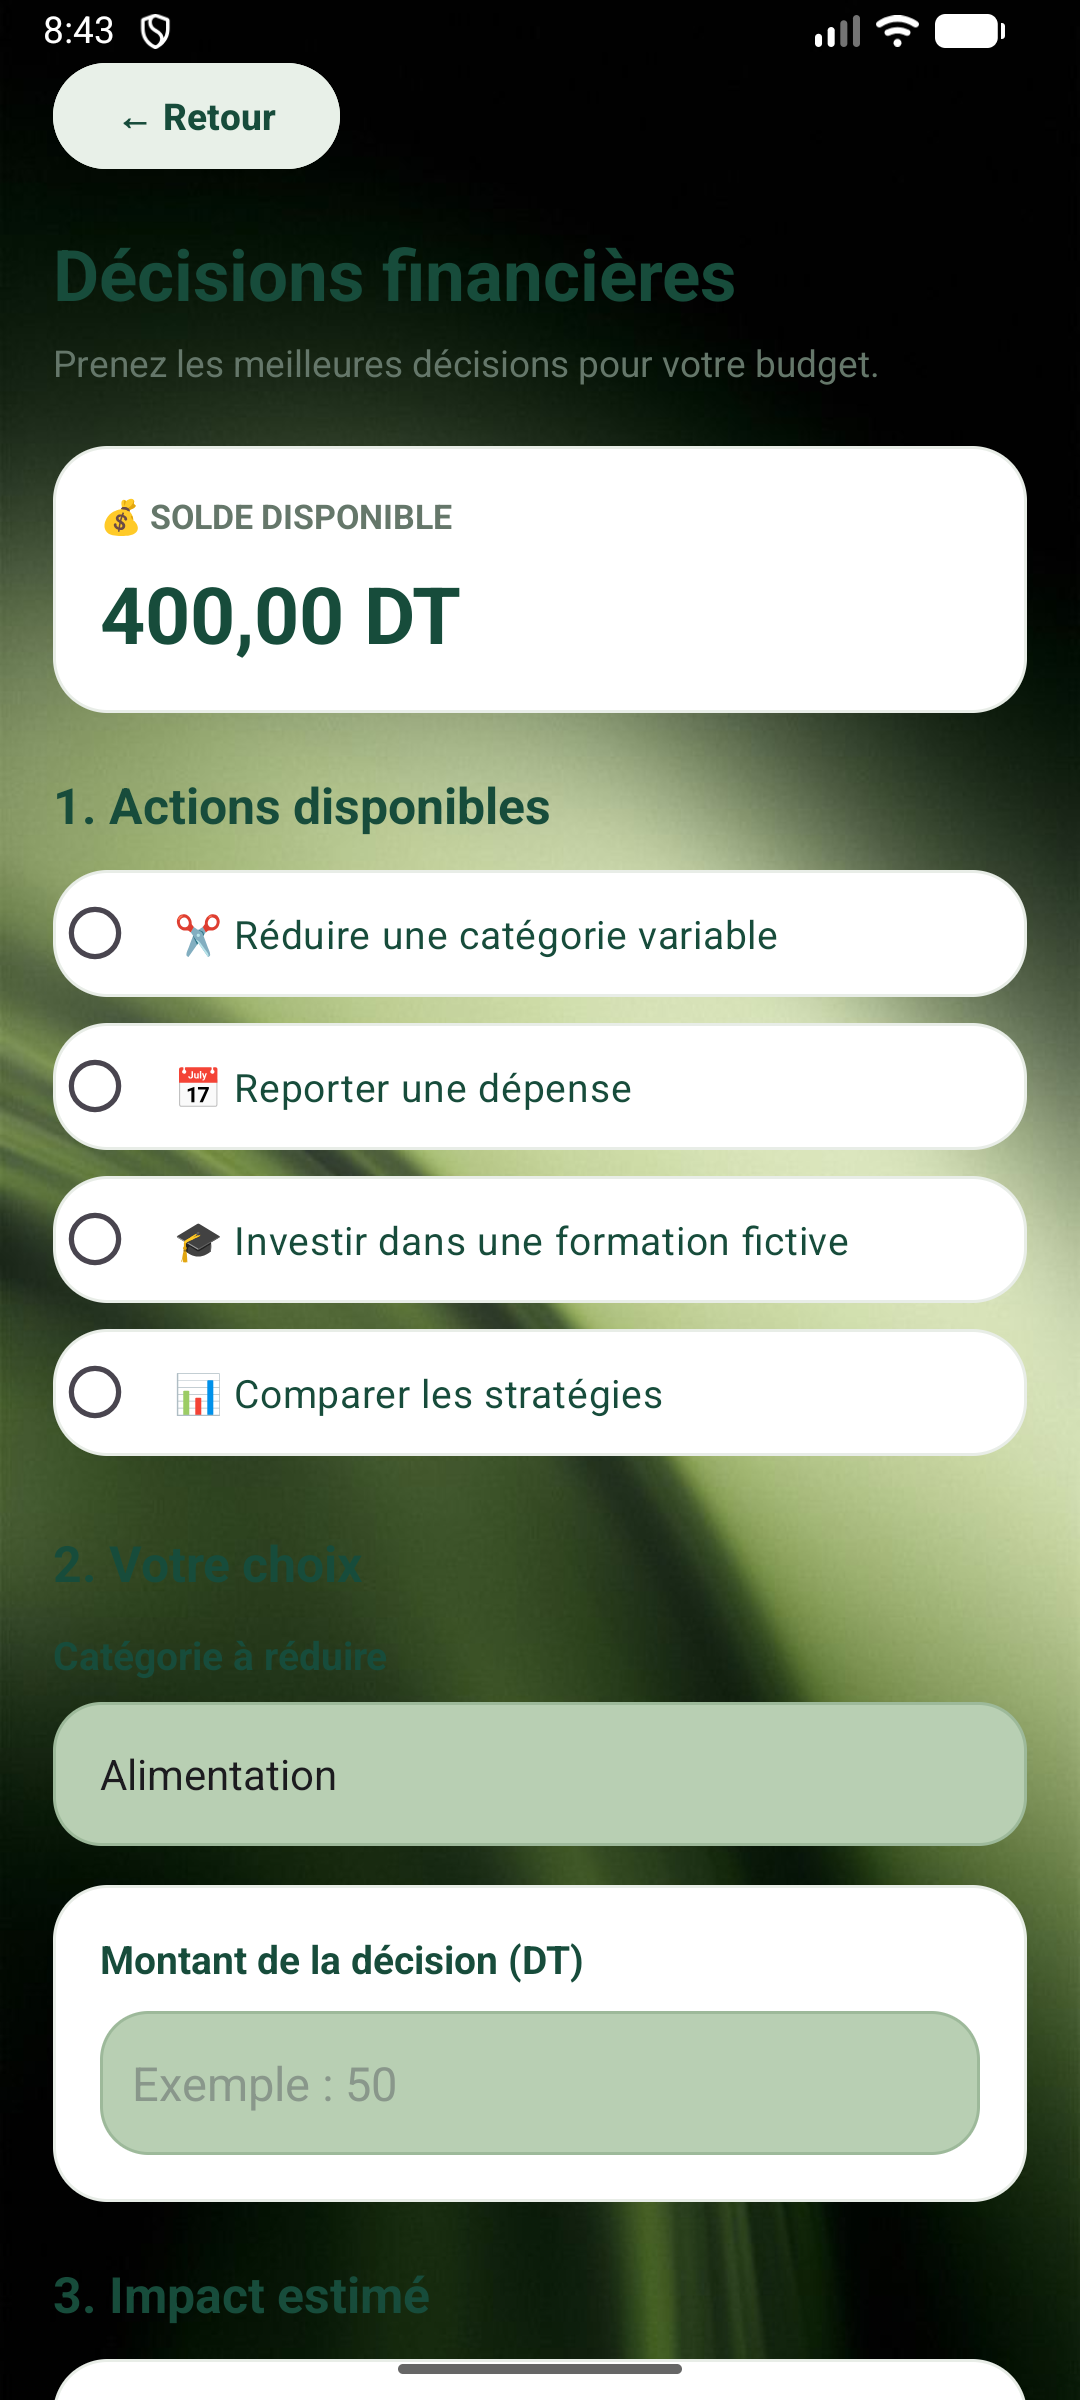 8:43
← Retour
Décisions financières
Prenez les meilleures décisions pour votre budget.
💰 SOLDE DISPONIBLE
400,00 DT
1. Actions disponibles
✂️ Réduire une catégorie variable
📅 Reporter une dépense
🎓 Investir dans une formation fictive
📊 Comparer les stratégies
2. Votre choix
Catégorie à réduire
Alimentation
Montant de la décision (DT)
Exemple : 50
3. Impact estimé